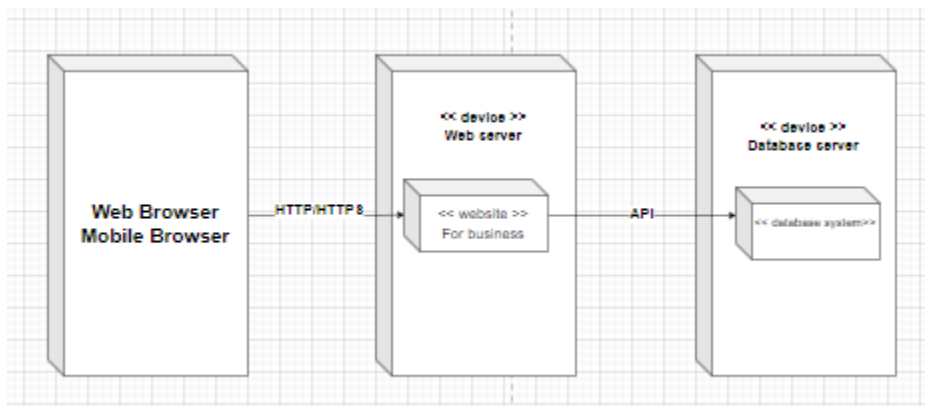 Web Browser
Mobile Browser
HTTP/HTTPS
<< device >>
Web server
<< website >>
For business
API
<< device >>
Database server
<< database system>>